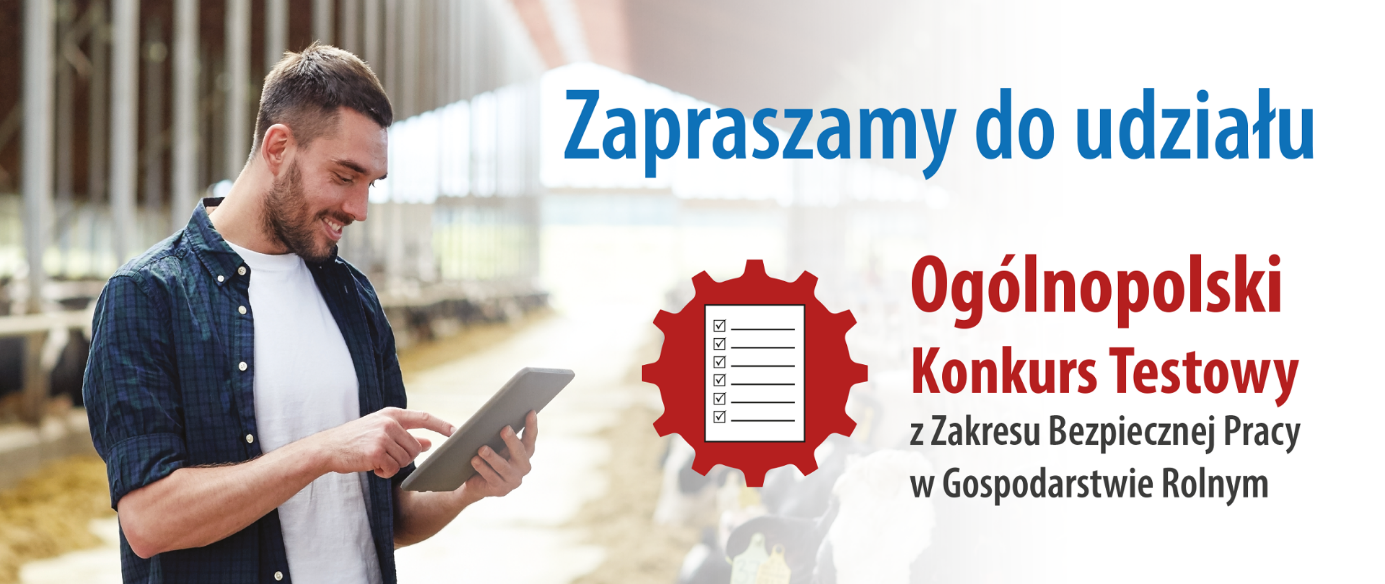 Zapraszamy do udziału
Ogólnopolski
Konkurs Testowy
z Zakresu Bezpiecznej Pracy
w Gospodarstwie Rolnym